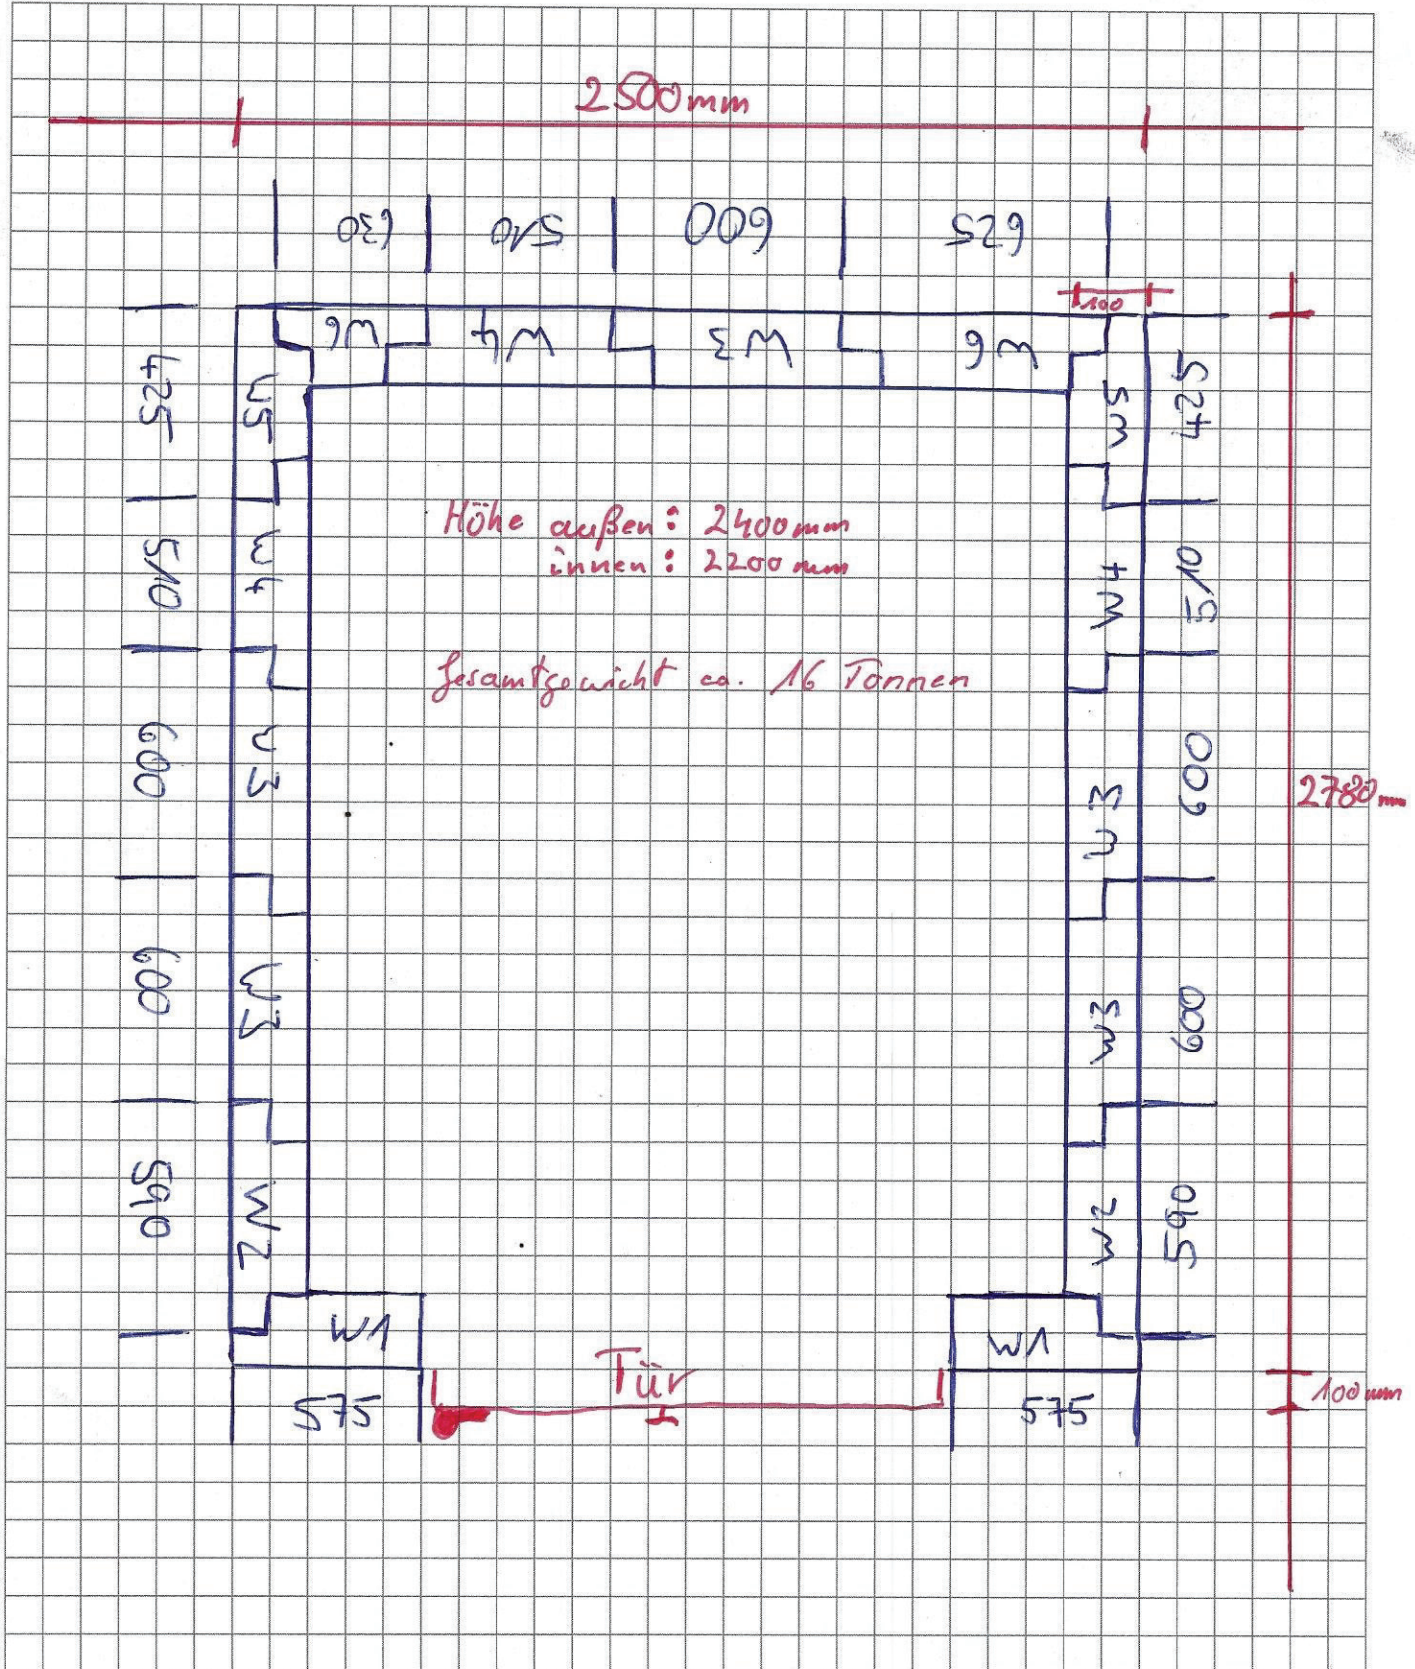 2500mm
630 510 600 625
100
W6 W4 W3 W6
425 W5 W5 425
Höhe außen: 2400mm
innen: 2200mm
510 W4 W4 510
Gesamtgewicht ca. 16 Tonnen
600 W3 W3 600
2780mm
600 W3 W3 600
590 W2 W2 590
W1 W1
Tür
575 575
100mm